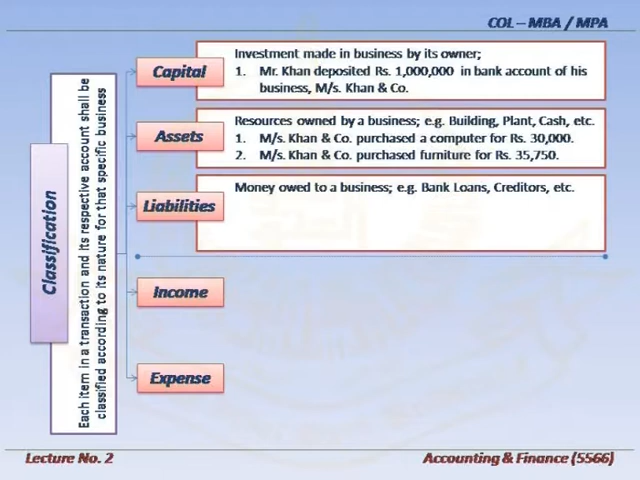 COL – MBA / MPA
Classification
Each item in a transaction and its respective account shall be
classified according to its nature for that specific business
Capital
Investment made in business by its owner;
1. Mr. Khan deposited Rs. 1,000,000 in bank account of his
business, M/s. Khan & Co.
Assets
Resources owned by a business; e.g. Building, Plant, Cash, etc.
1. M/s. Khan & Co. purchased a computer for Rs. 30,000.
2. M/s. Khan & Co. purchased furniture for Rs. 35,750.
Liabilities
Money owed to a business; e.g. Bank Loans, Creditors, etc.
Income
Expense
Lecture No. 2
Accounting & Finance (5566)